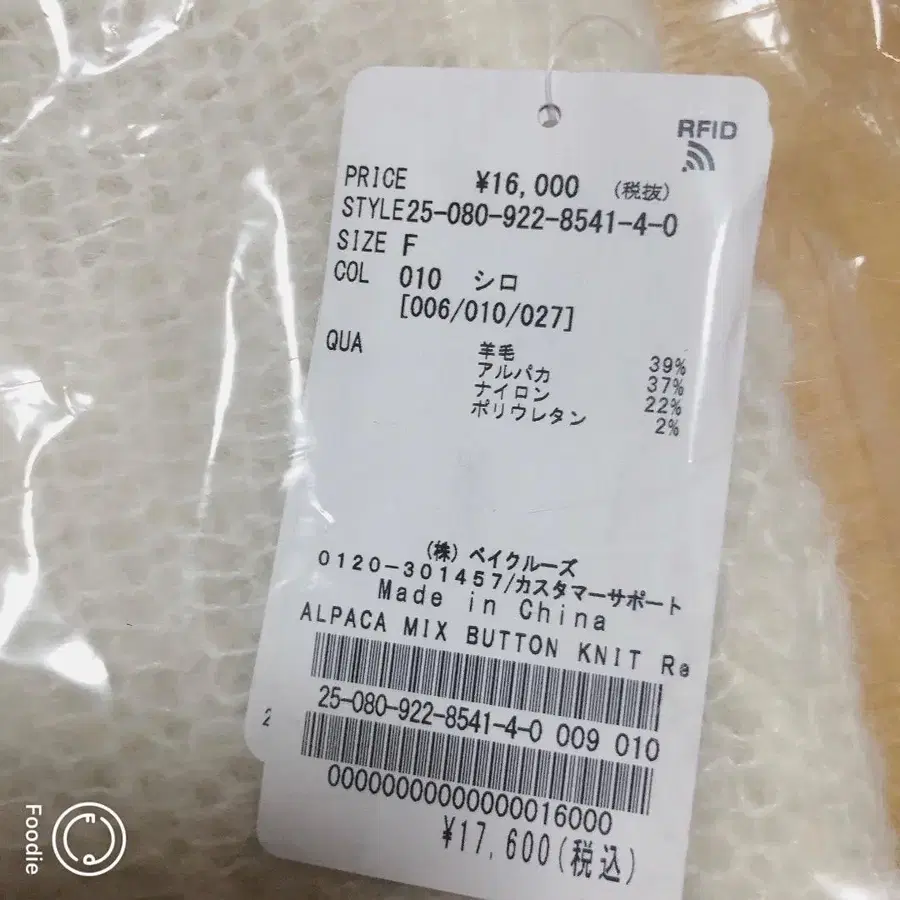 RFID
PRICE ¥16,000 (税抜)
STYLE25-080-922-8541-4-0
SIZE F
COL 010 シロ
[006/010/027]
QUA
羊毛 39%
アルパカ 37%
ナイロン 22%
ポリウレタン 2%
(株) ベイクルーズ
0120-301457/カスタマーサポート
Made in China
ALPACA MIX BUTTON KNIT Re
25-080-922-8541-4-0 009 010
2
0000000000000016000
¥17,600(税込)
Foodie